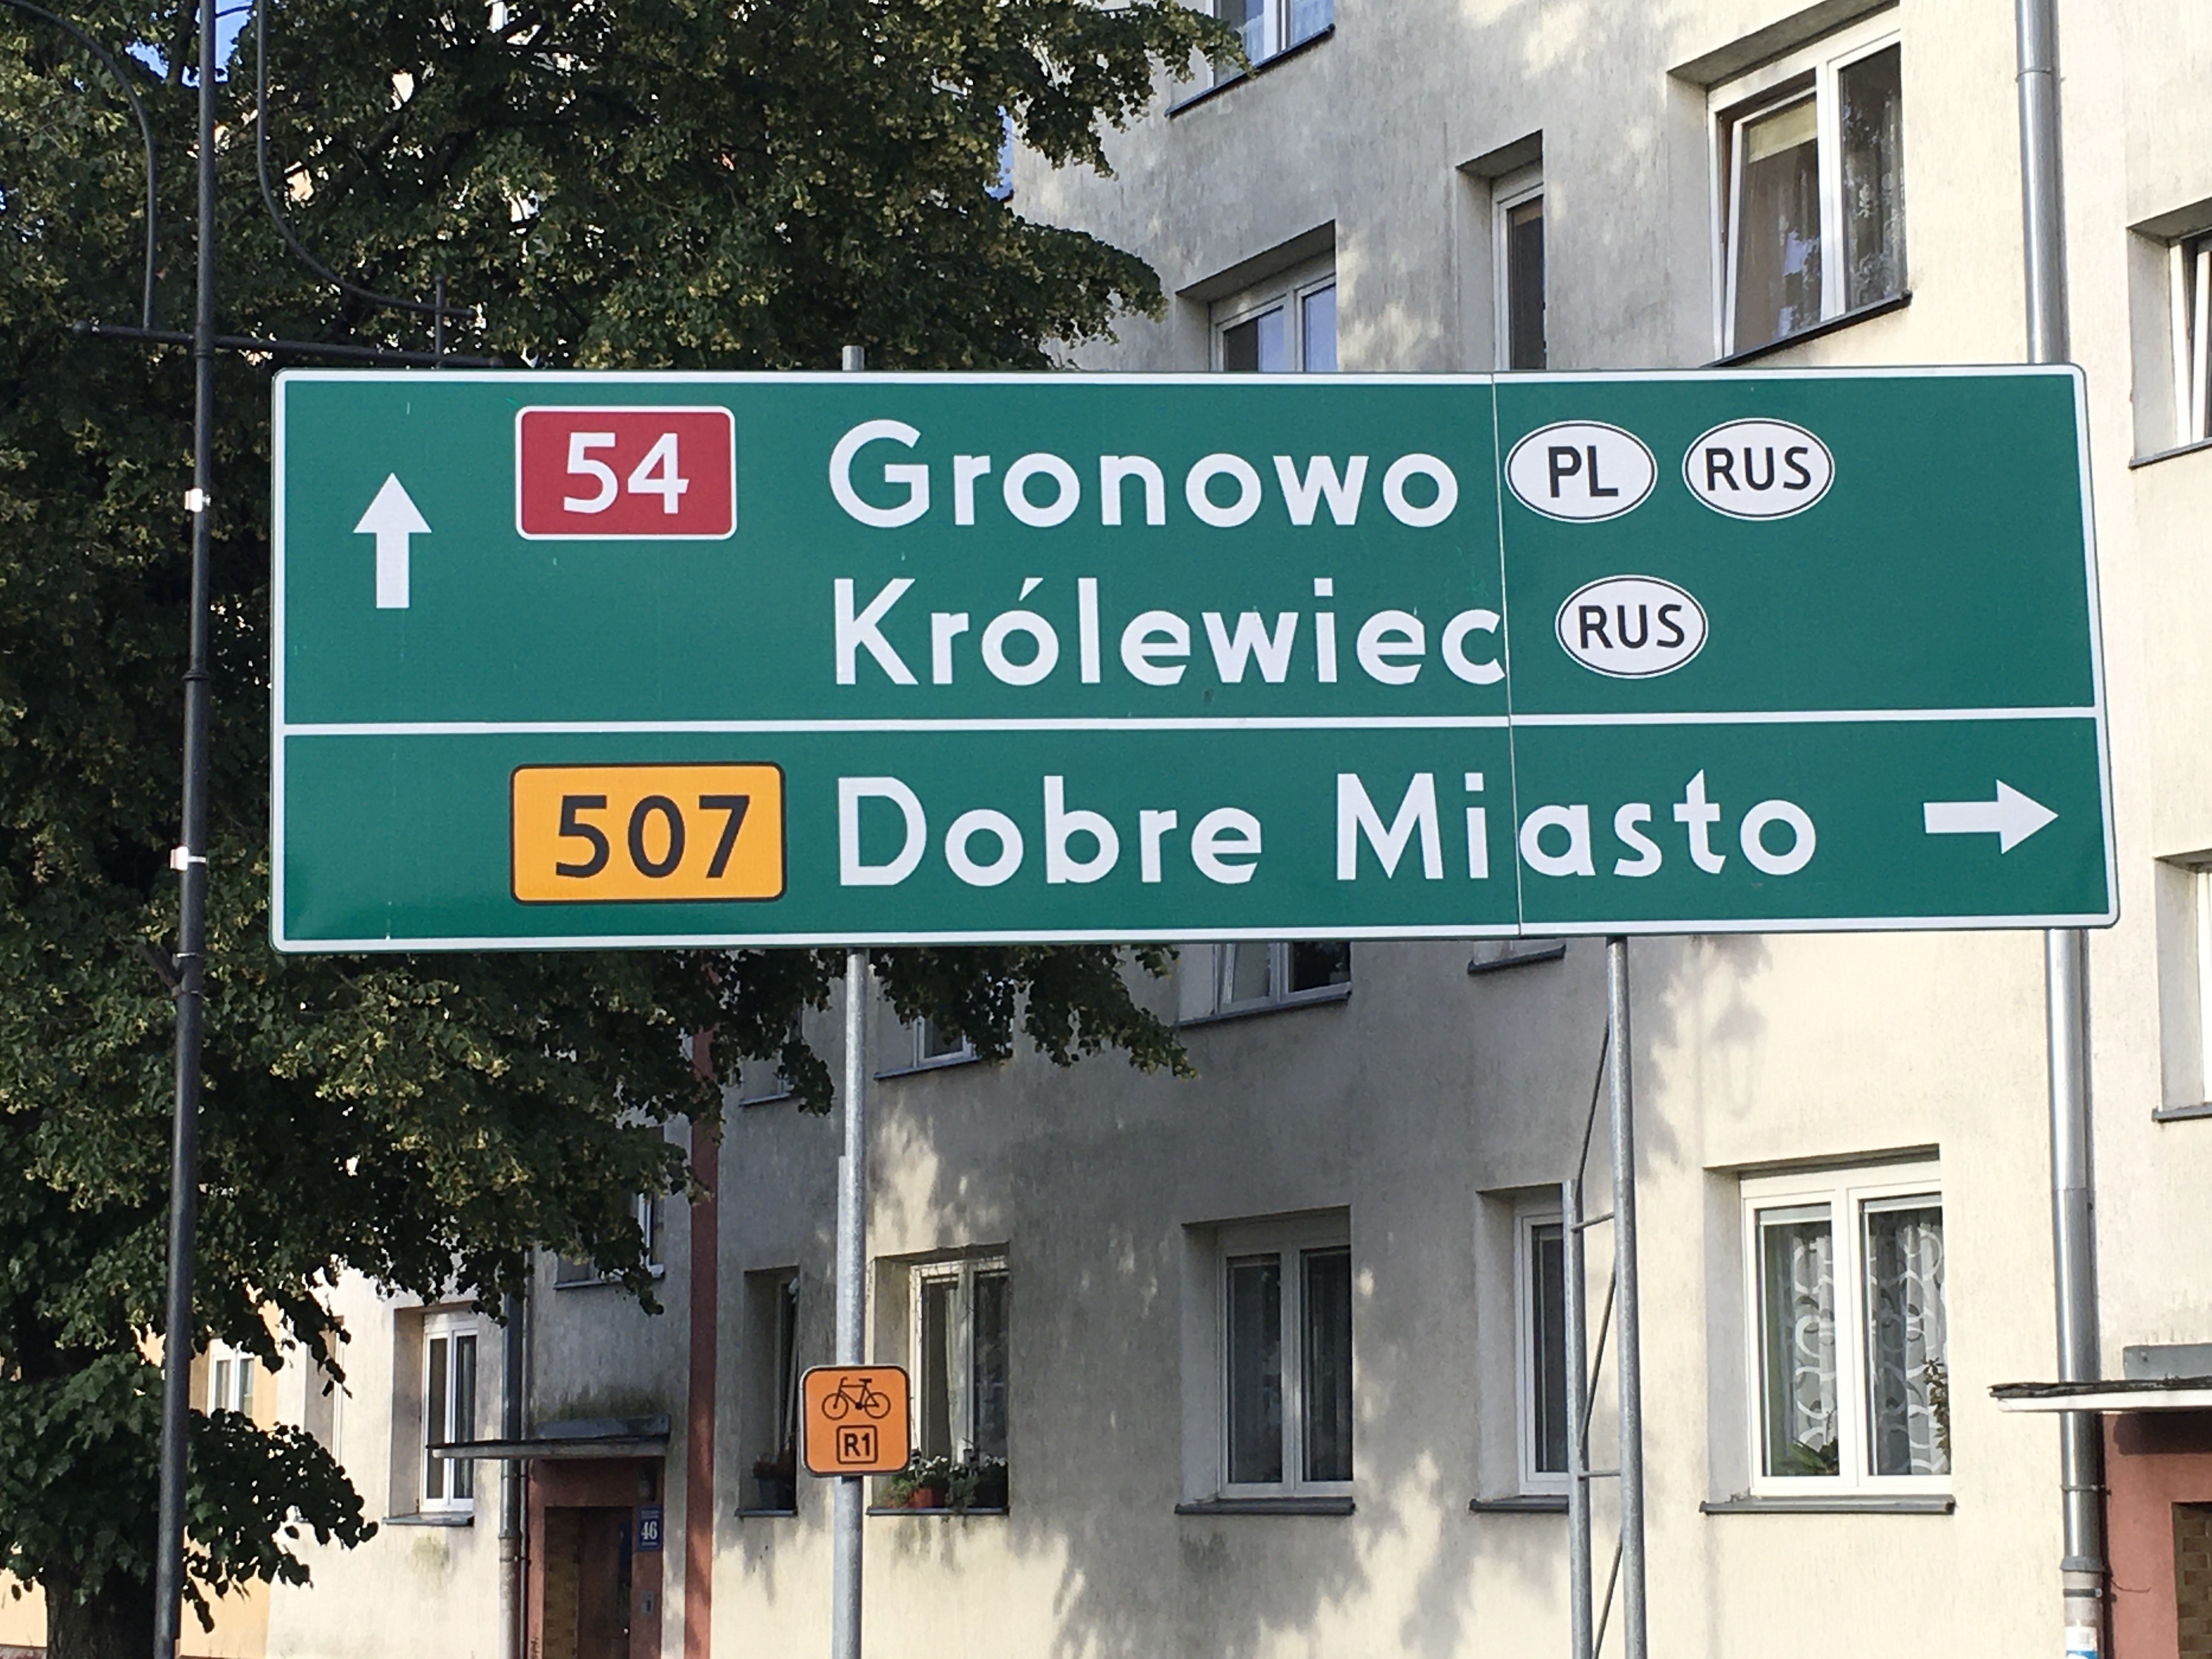 54 Gronowo PL RUS
Królewiec RUS
507 Dobre Miasto
R1
46